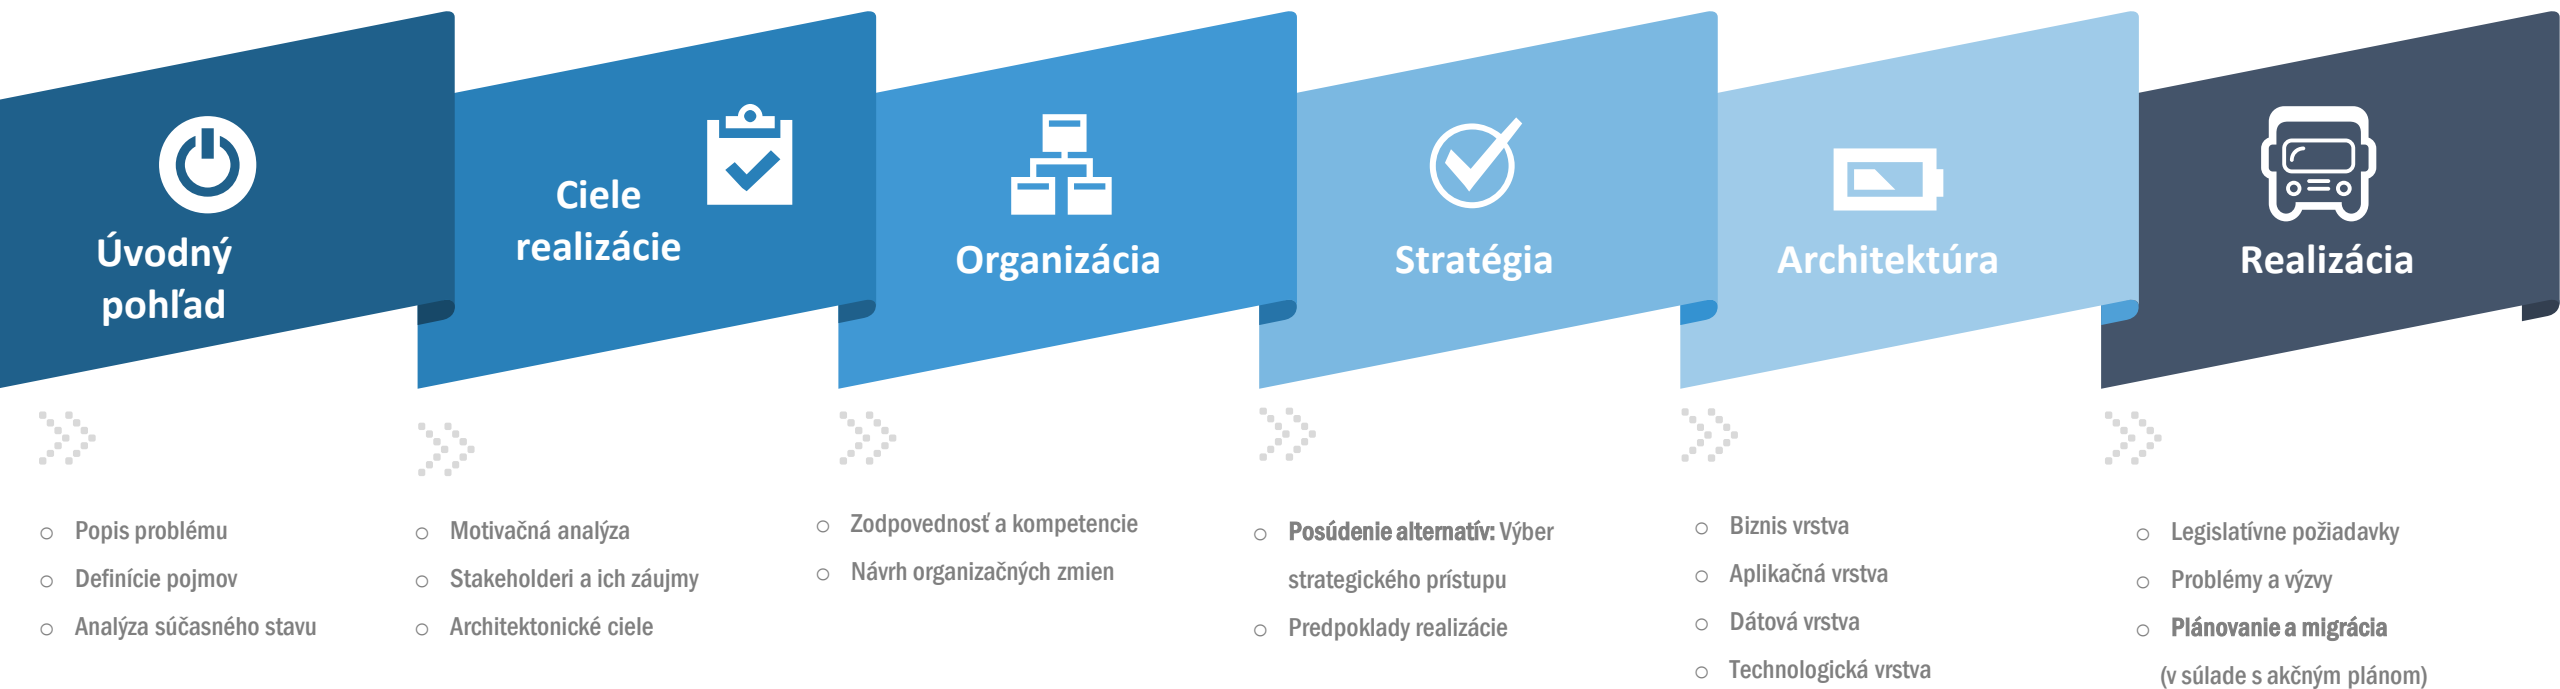 Úvodný
pohľad
Ciele
realizácie
Organizácia
Stratégia
Architektúra
Realizácia
o Popis problému
o Definície pojmov
o Analýza súčasného stavu
o Motivačná analýza
o Stakeholderi a ich záujmy
o Architektonické ciele
o Zodpovednosť a kompetencie
o Návrh organizačných zmien
o Posúdenie alternatív: Výber
strategického prístupu
o Predpoklady realizácie
o Biznis vrstva
o Aplikačná vrstva
o Dátová vrstva
o Technologická vrstva
o Legislatívne požiadavky
o Problémy a výzvy
o Plánovanie a migrácia
(v súlade s akčným plánom)